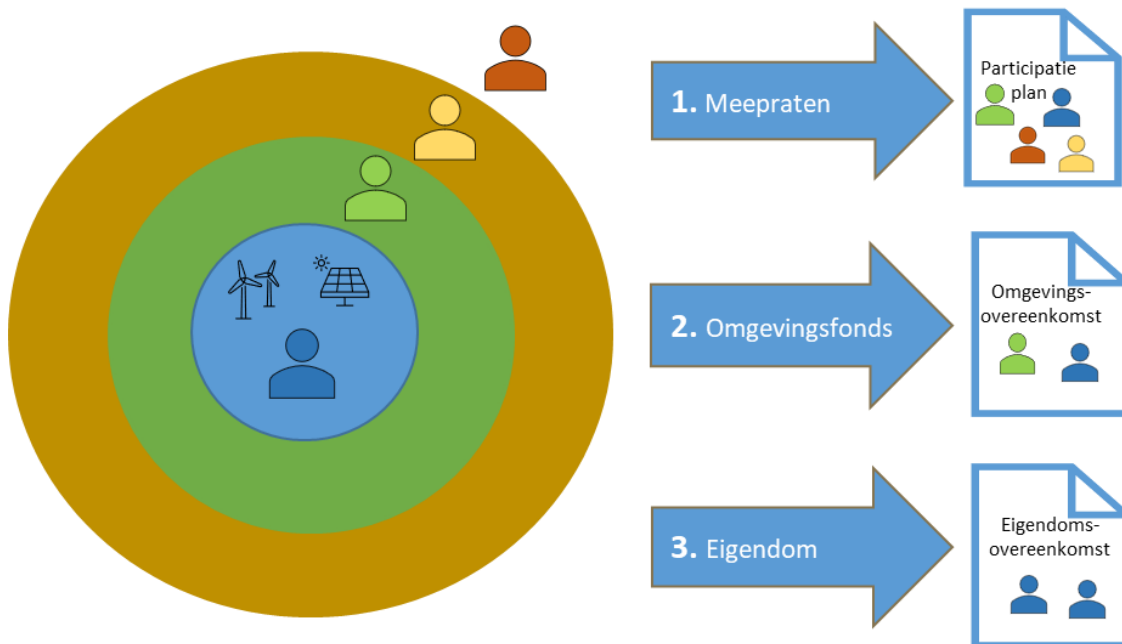 1. Meepraten
Participatie
plan
2. Omgevingsfonds
Omgevings-
overeenkomst
3. Eigendom
Eigendoms-
overeenkomst